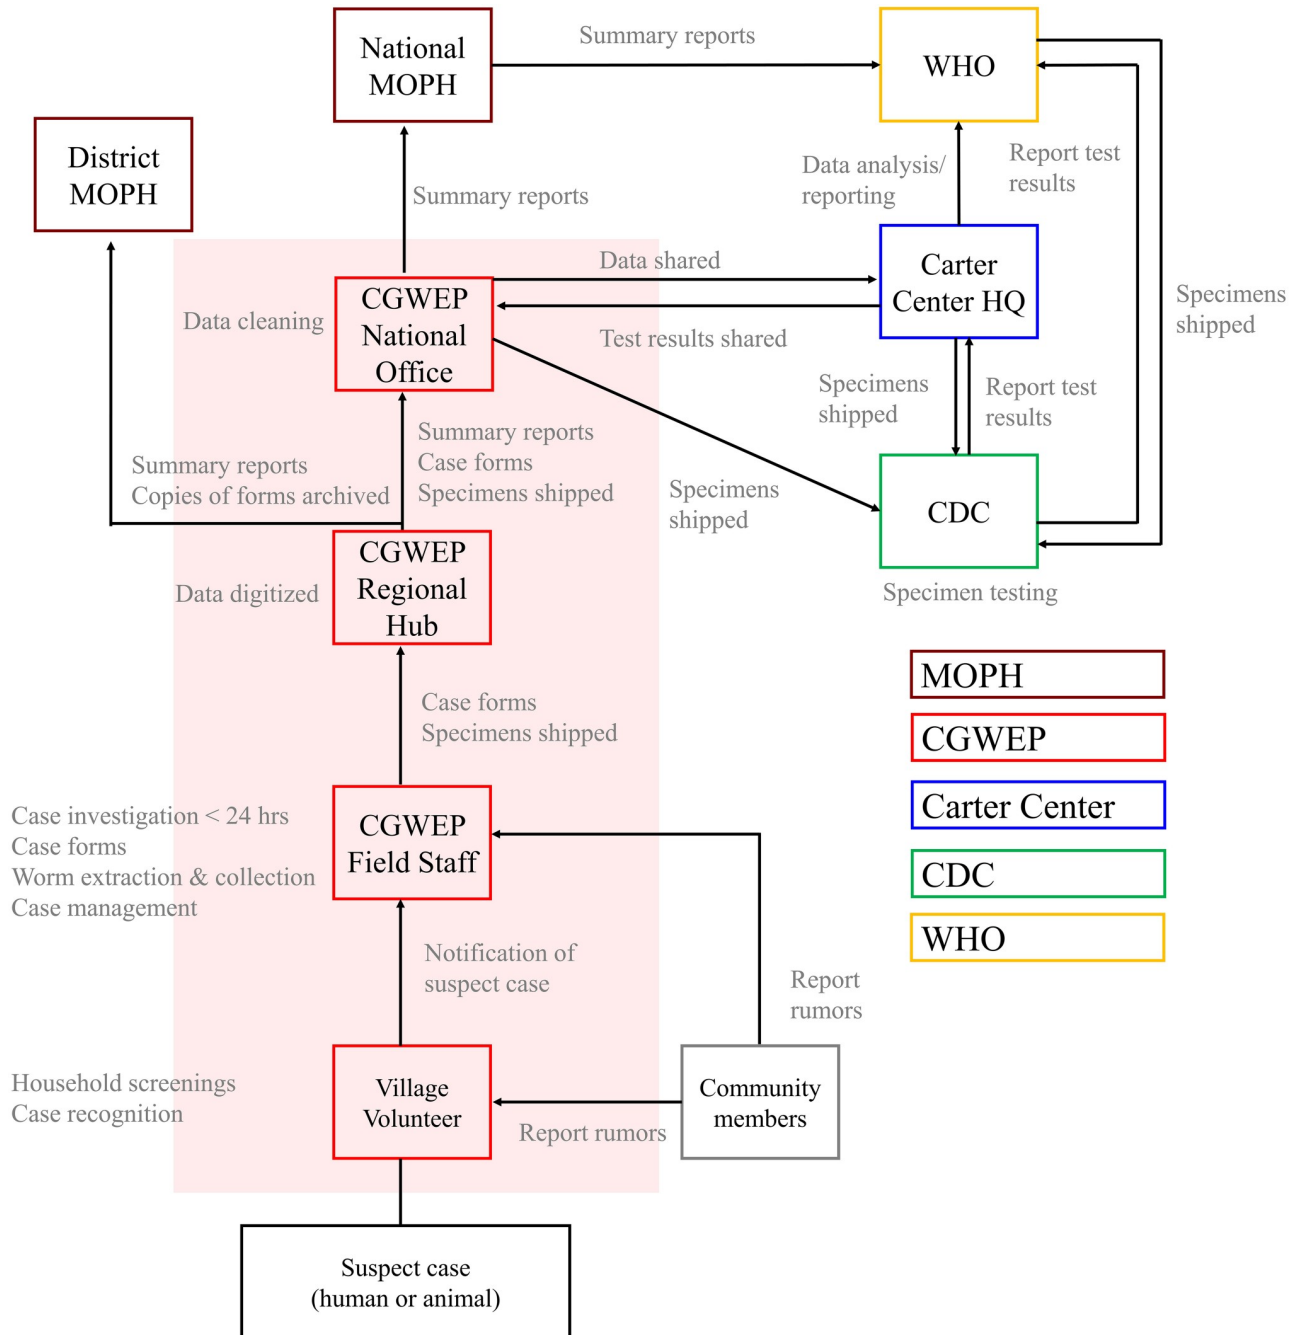 National
MOPH
Summary reports
WHO
District
MOPH
Summary reports
Data analysis/
reporting
Report test
results
Specimens
shipped
Data cleaning
CGWEP
National
Office
Data shared
Test results shared
Carter
Center HQ
Specimens
shipped
Report test
results
Summary reports
Copies of forms archived
Summary reports
Case forms
Specimens shipped
Specimens
shipped
CDC
Specimen testing
Data digitized
CGWEP
Regional
Hub
Case forms
Specimens shipped
MOPH
CGWEP
Carter Center
CDC
WHO
Case investigation < 24 hrs
Case forms
Worm extraction & collection
Case management
CGWEP
Field Staff
Notification of
suspect case
Report
rumors
Household screenings
Case recognition
Village
Volunteer
Report rumors
Community
members
Suspect case
(human or animal)